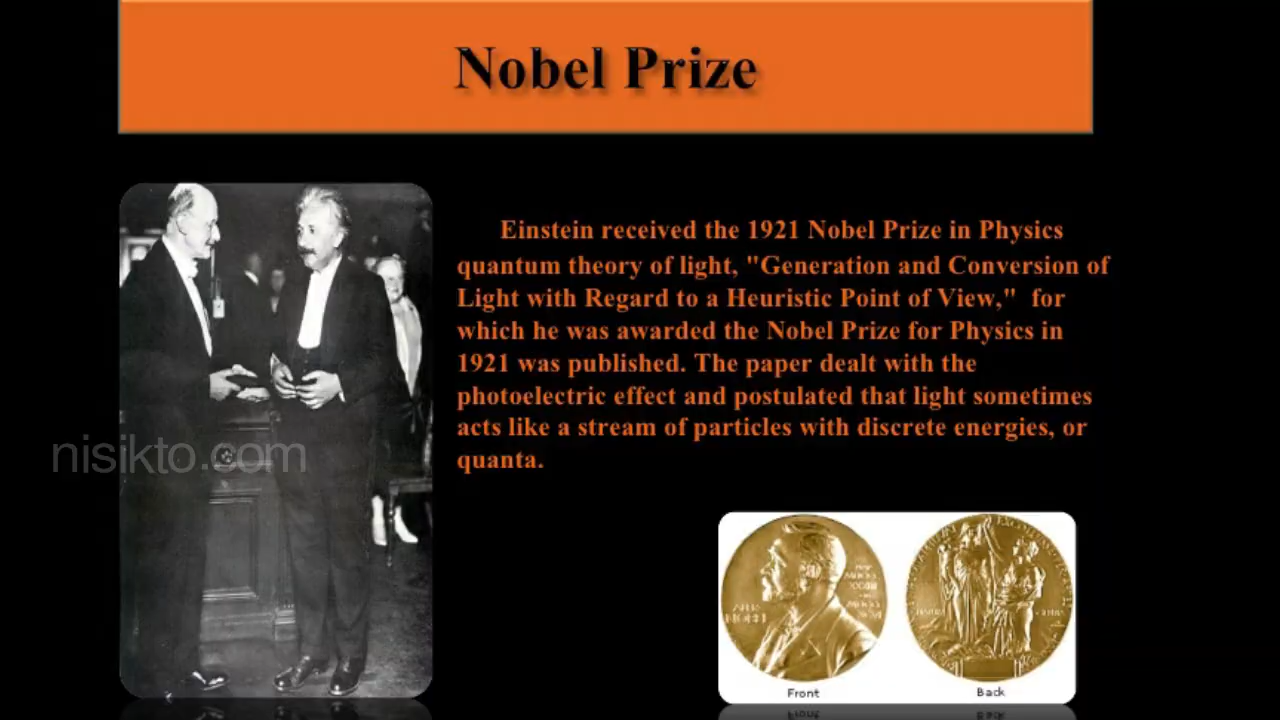 Nobel Prize
Einstein received the 1921 Nobel Prize in Physics
quantum theory of light, "Generation and Conversion of
Light with Regard to a Heuristic Point of View,"  for
which he was awarded the Nobel Prize for Physics in
1921 was published. The paper dealt with the
photoelectric effect and postulated that light sometimes
acts like a stream of particles with discrete energies, or
quanta.
nisikto.com
Front
Back